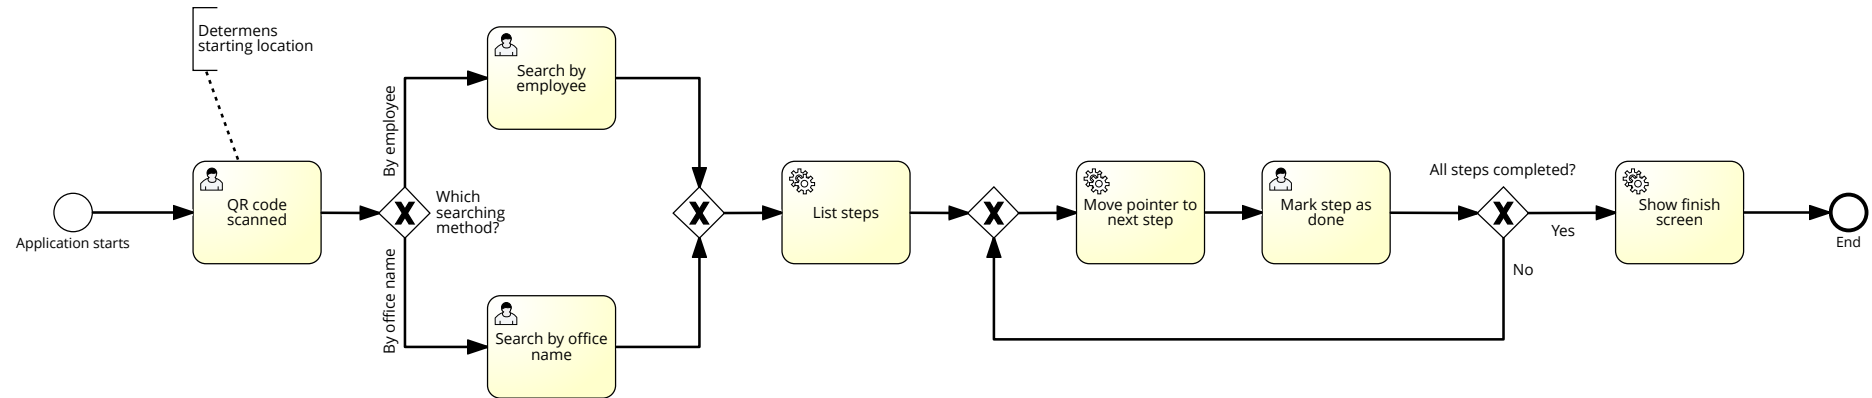 Determens
starting location
Application starts
QR code
scanned
Which
searching
method?
By employee
By office name
Search by
employee
Search by office
name
List steps
Move pointer to
next step
Mark step as
done
All steps completed?
Yes
No
Show finish
screen
End